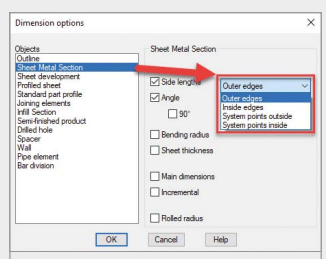 Dimension options
Objects
Outline
Sheet Metal Section
Sheet development
Profiled sheet
Standard part profile
Joining elements
Infill Section
Semi-finished product
Drilled hole
Spacer
Wall
Pipe element
Bar division
Sheet Metal Section
Side lengths
Outer edges
Outer edges
Inside edges
System points outside
System points inside
Angle
90°
Bending radius
Sheet thickness
Main dimensions
Incremental
Rolled radius
OK Cancel Help